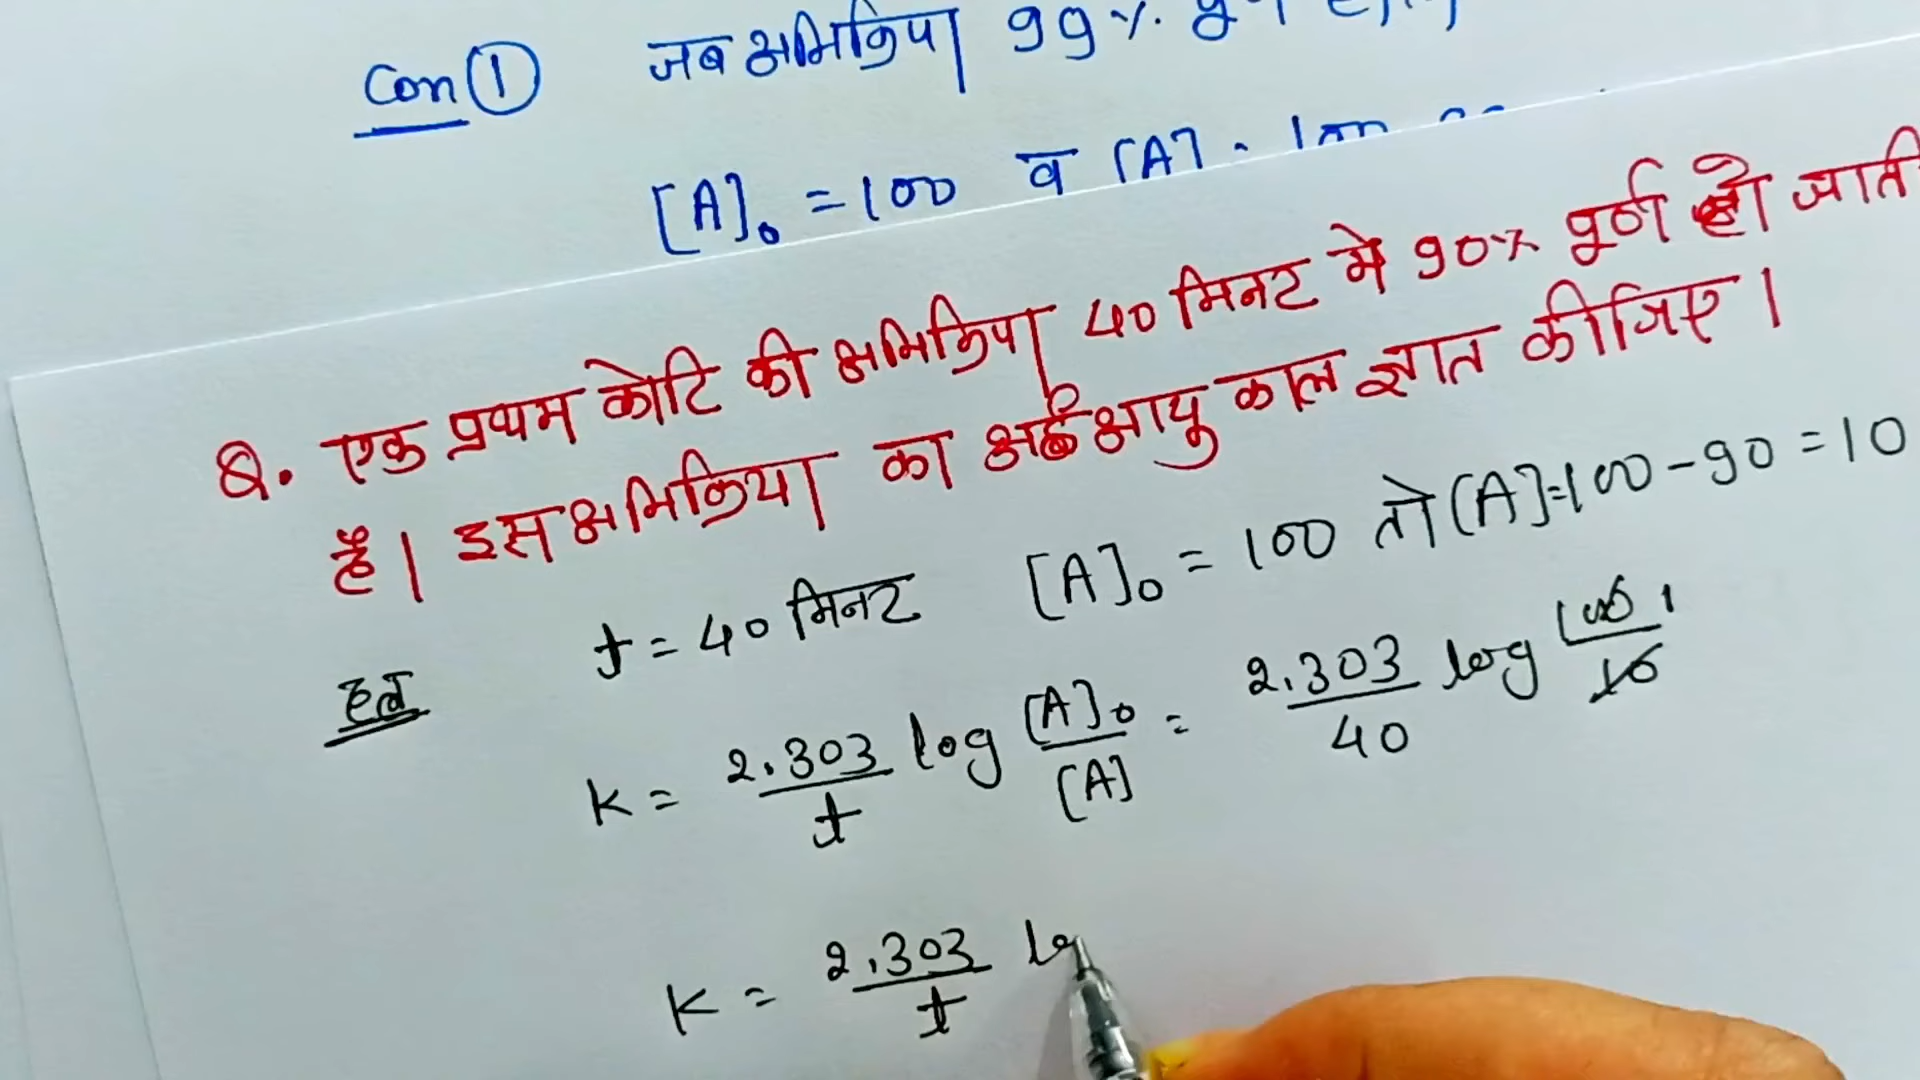 Con ① जब अभिक्रिया 99%
[A]₀ = 100 व [A]
Q. एक प्रथम कोटि की अभिक्रिया 40 मिनट मे 90% पूर्ण हो जाती
हैं। इस अभिक्रिया का अर्द्धआयु काल ज्ञात कीजिए।
t = 40 मिनट [A]₀ = 100 तो [A]=100-90 = 10
हल
K = 2.303/t log [A]₀/[A] = 2.303/40 log 100/10
K = 2.303/t lo